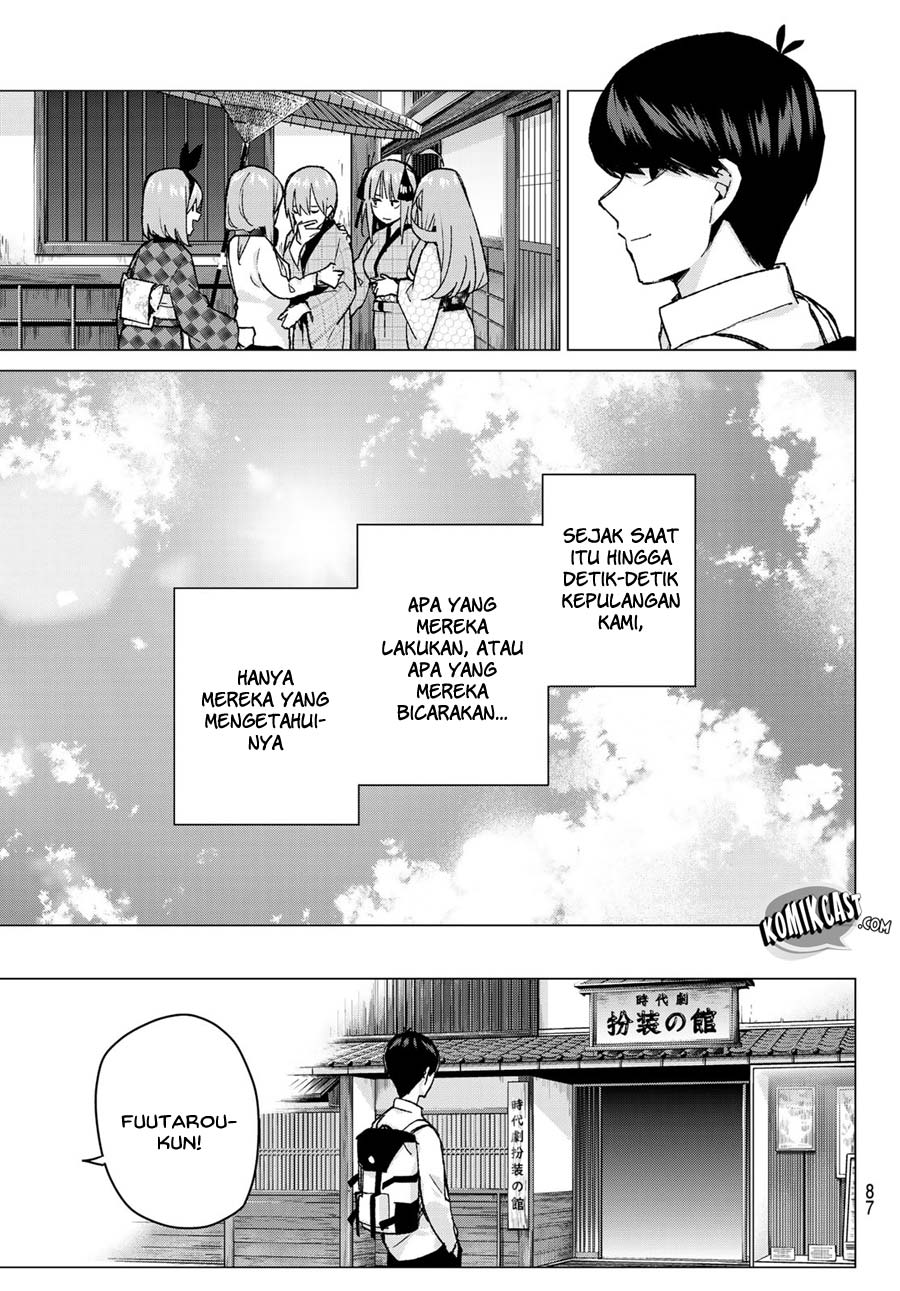 SEJAK SAAT
ITU HINGGA
DETIK-DETIK
KEPULANGAN
KAMI,
APA YANG
MEREKA
LAKUKAN, ATAU
APA YANG
MEREKA
BICARAKAN...
HANYA
MEREKA YANG
MENGETAHUI-
NYA
KOMIKCAST
.COM
時代劇
扮装の館
時代劇扮装の館
FUUTAROU-
KUN!
87